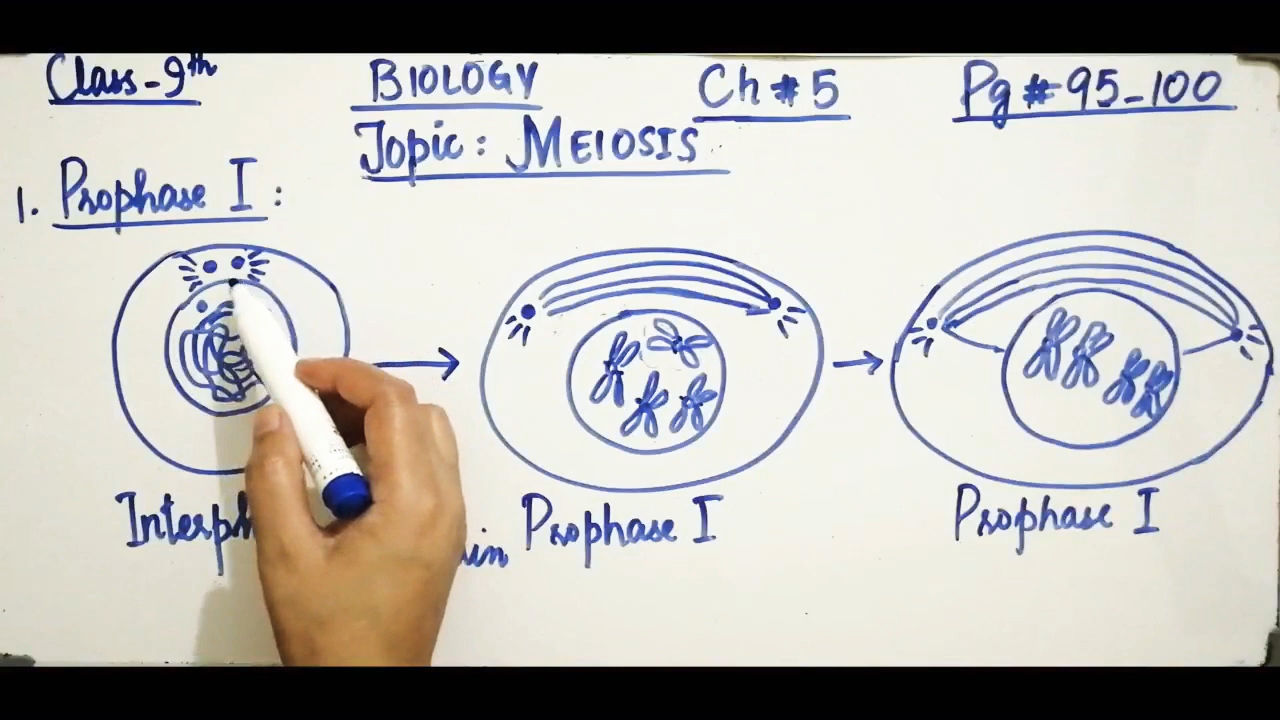 Class-9th BIOLOGY Ch # 5 Pg # 95-100
Topic: MEIOSIS
1. Prophase I:
Prophase I
Prophase I